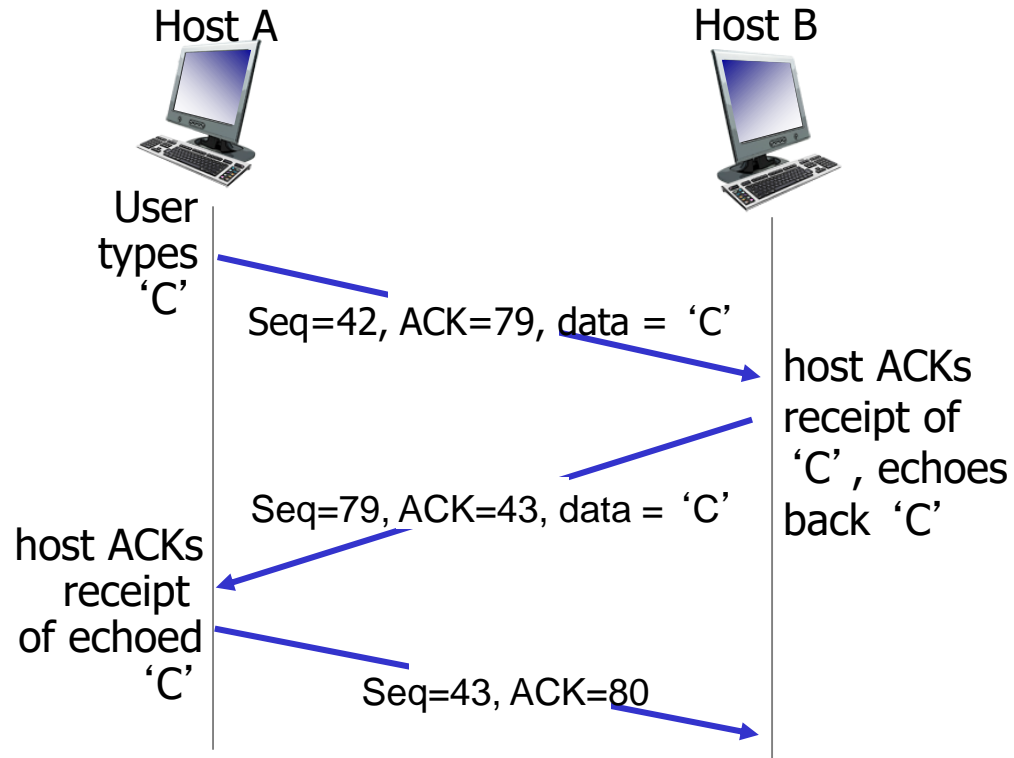 Host A
Host B
User
types
‘C’
Seq=42, ACK=79, data = ‘C’
host ACKs
receipt of
‘C’, echoes
back ‘C’
Seq=79, ACK=43, data = ‘C’
host ACKs
receipt
of echoed
‘C’
Seq=43, ACK=80